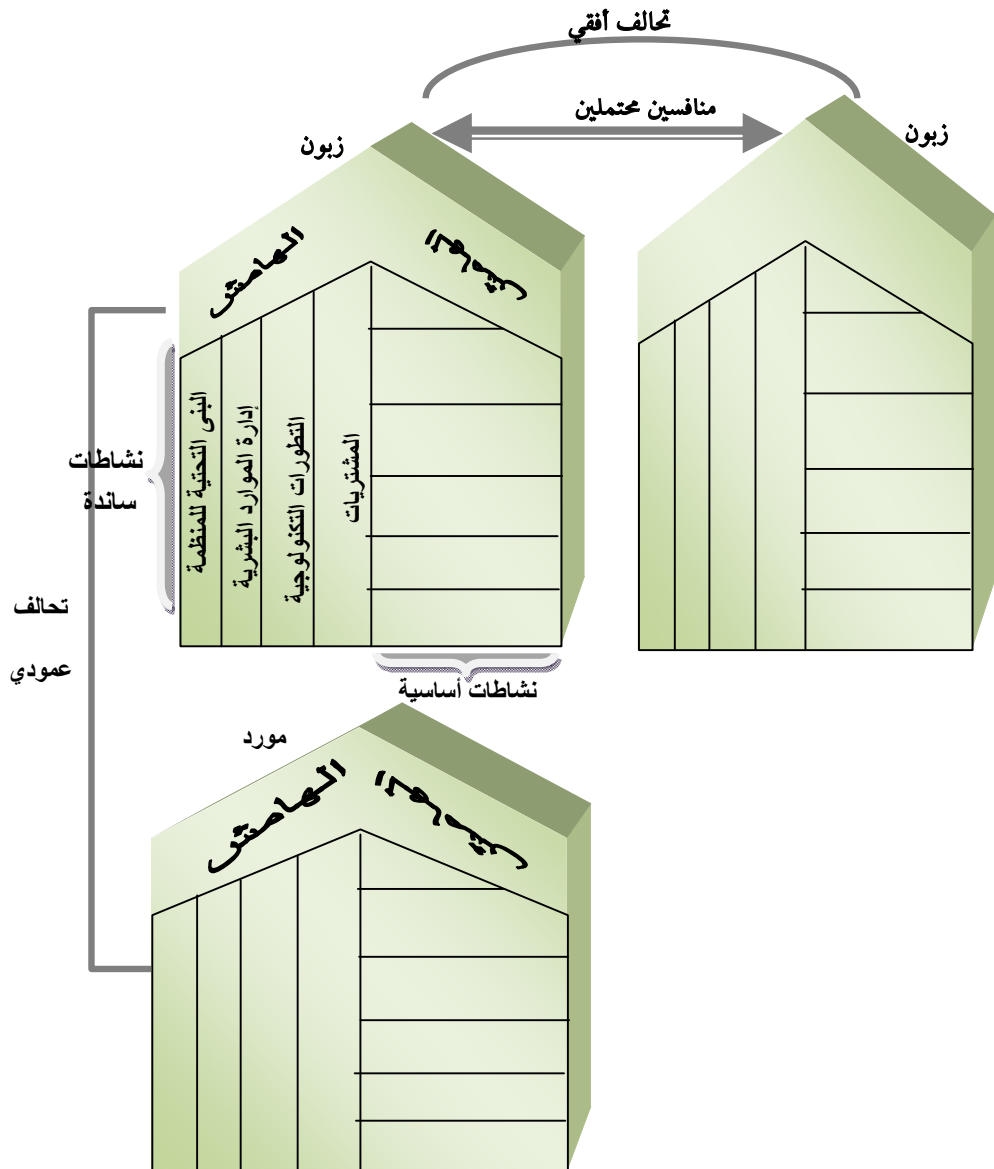 تحالف أفقي
منافسين محتملين
زبون
زبون
الهامش
الهامش
البنى التحتية للمنظمة
إدارة الموارد البشرية
التطورات التكنولوجية
المشتريات
نشاطات
ساندة
تحالف
عمودي
نشاطات أساسية
مورد
الهامش
الهامش